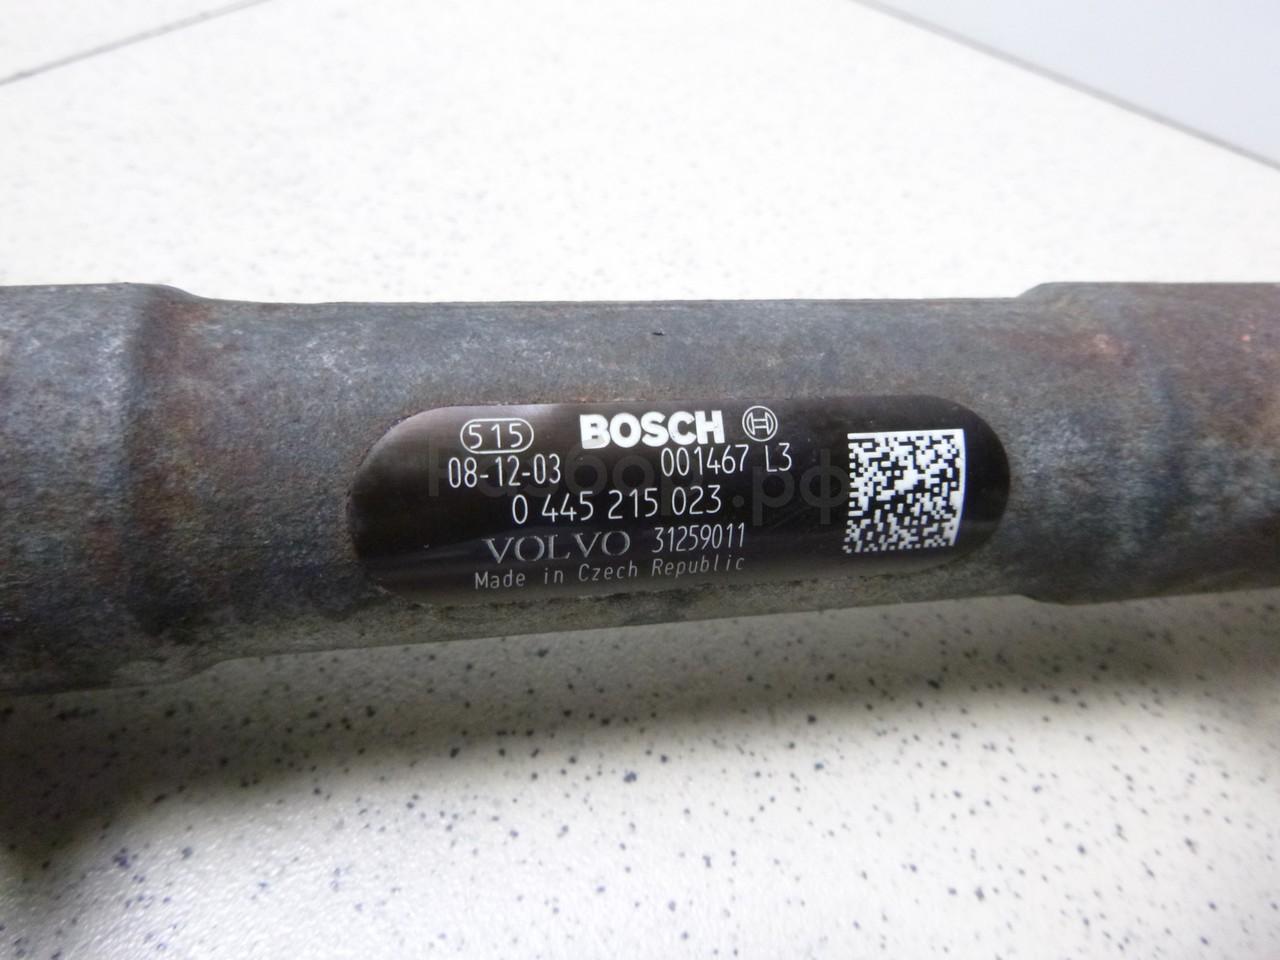 515 BOSCH
08-12-03 001467 L3
0 445 215 023
VOLVO 31259011
Made in Czech Republic